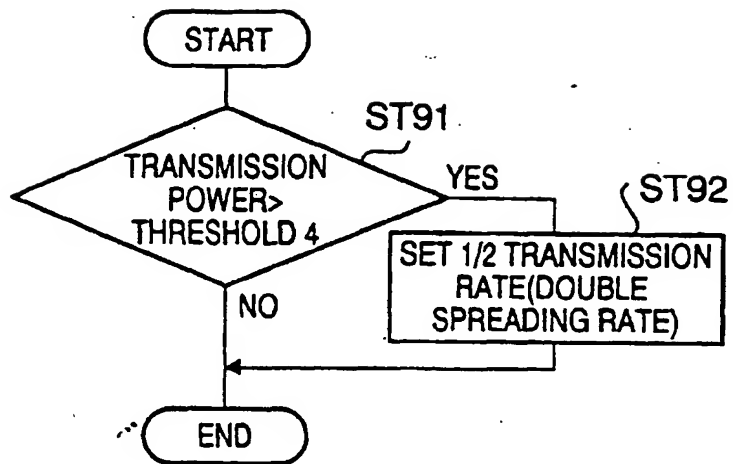 START
ST91
TRANSMISSION
POWER>
THRESHOLD 4
YES
ST92
SET 1/2 TRANSMISSION
RATE(DOUBLE
SPREADING RATE)
NO
END